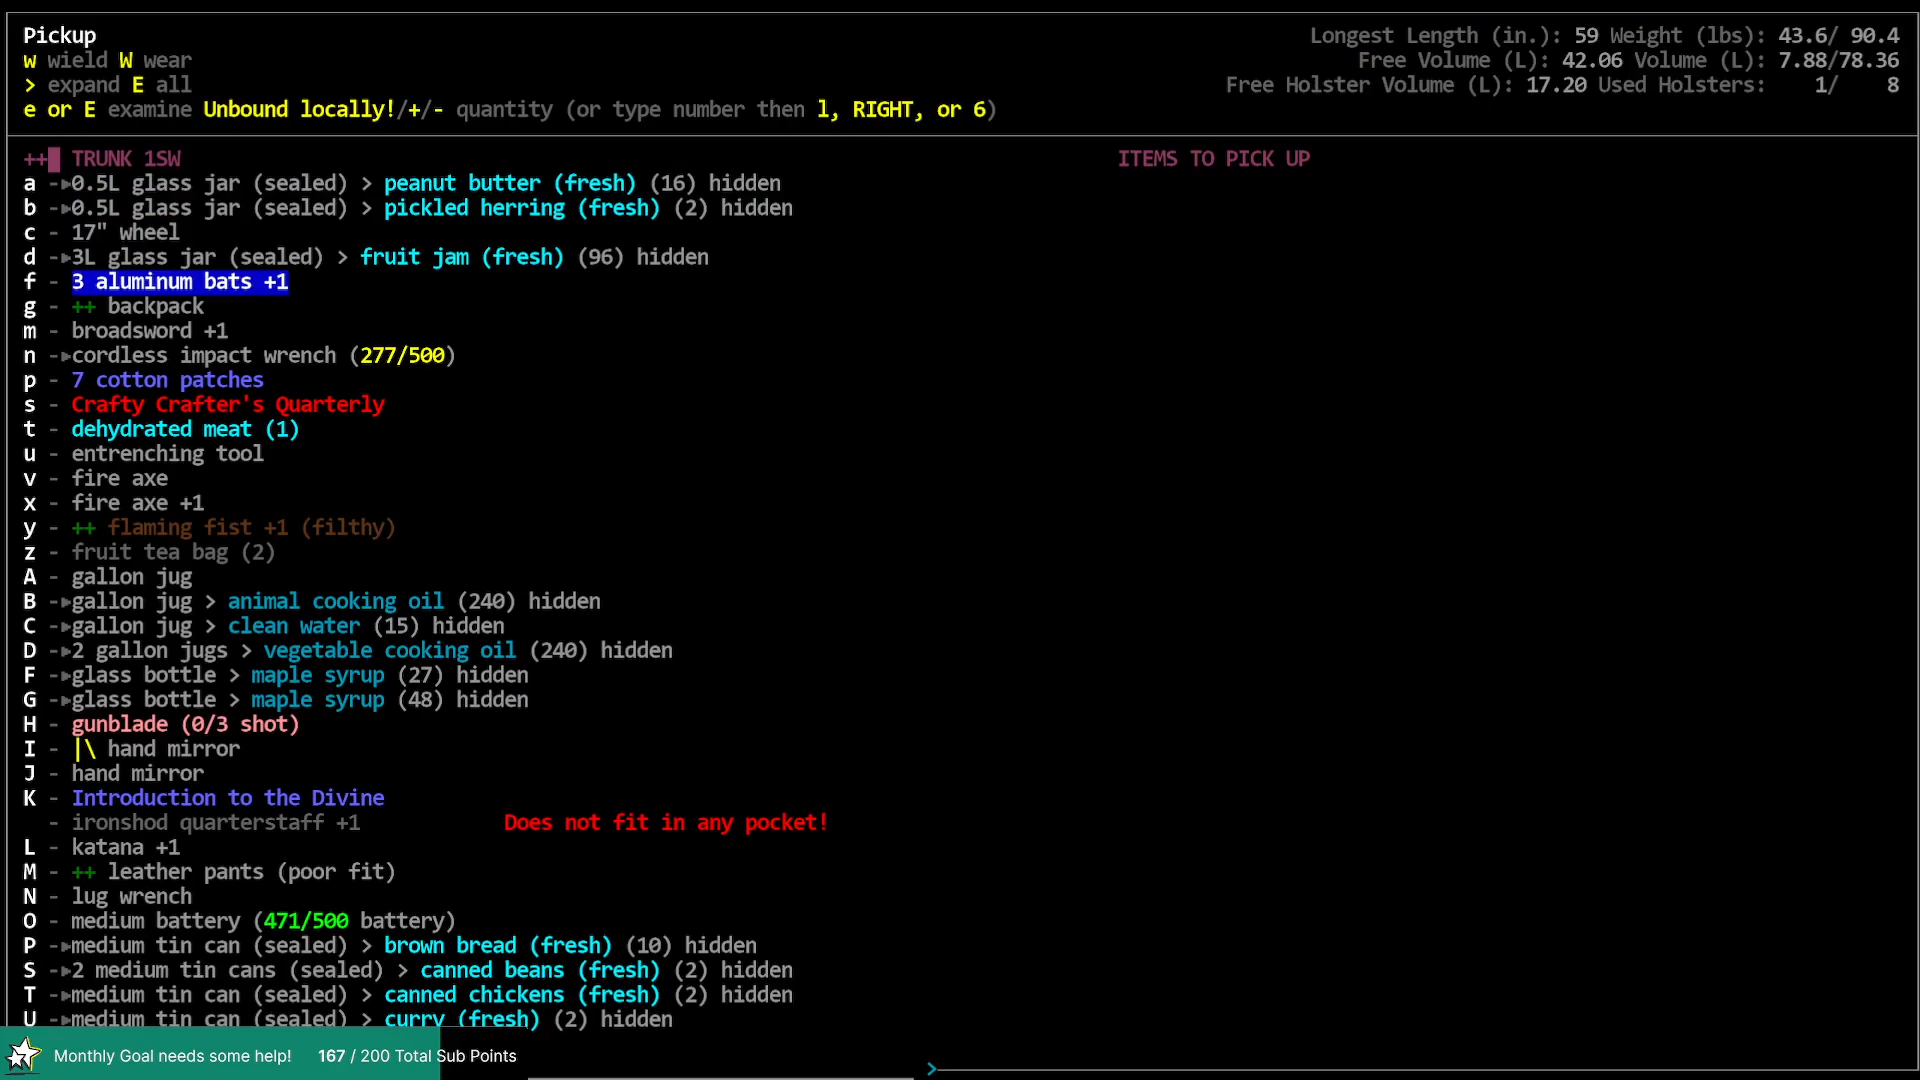 Pickup
w wield W wear
> expand E all
e or E examine Unbound locally!/+/- quantity (or type number then l, RIGHT, or 6)
Longest Length (in.): 59 Weight (lbs): 43.6/ 90.4
Free Volume (L): 42.06 Volume (L): 7.88/78.36
Free Holster Volume (L): 17.20 Used Holsters: 1/ 8
++ TRUNK 1SW
ITEMS TO PICK UP
a - 0.5L glass jar (sealed) > peanut butter (fresh) (16) hidden
b - 0.5L glass jar (sealed) > pickled herring (fresh) (2) hidden
c - 17" wheel
d - 3L glass jar (sealed) > fruit jam (fresh) (96) hidden
f - 3 aluminum bats +1
g - ++ backpack
m - broadsword +1
n - cordless impact wrench (277/500)
p - 7 cotton patches
s - Crafty Crafter's Quarterly
t - dehydrated meat (1)
u - entrenching tool
v - fire axe
x - fire axe +1
y - ++ flaming fist +1 (filthy)
z - fruit tea bag (2)
A - gallon jug
B - gallon jug > animal cooking oil (240) hidden
C - gallon jug > clean water (15) hidden
D - 2 gallon jugs > vegetable cooking oil (240) hidden
F - glass bottle > maple syrup (27) hidden
G - glass bottle > maple syrup (48) hidden
H - gunblade (0/3 shot)
I - |\ hand mirror
J - hand mirror
K - Introduction to the Divine
- ironshod quarterstaff +1 Does not fit in any pocket!
L - katana +1
M - ++ leather pants (poor fit)
N - lug wrench
O - medium battery (471/500 battery)
P - medium tin can (sealed) > brown bread (fresh) (10) hidden
S - 2 medium tin cans (sealed) > canned beans (fresh) (2) hidden
T - medium tin can (sealed) > canned chickens (fresh) (2) hidden
U - medium tin can (sealed) > curry (fresh) (2) hidden
Monthly Goal needs some help! 167 / 200 Total Sub Points
>